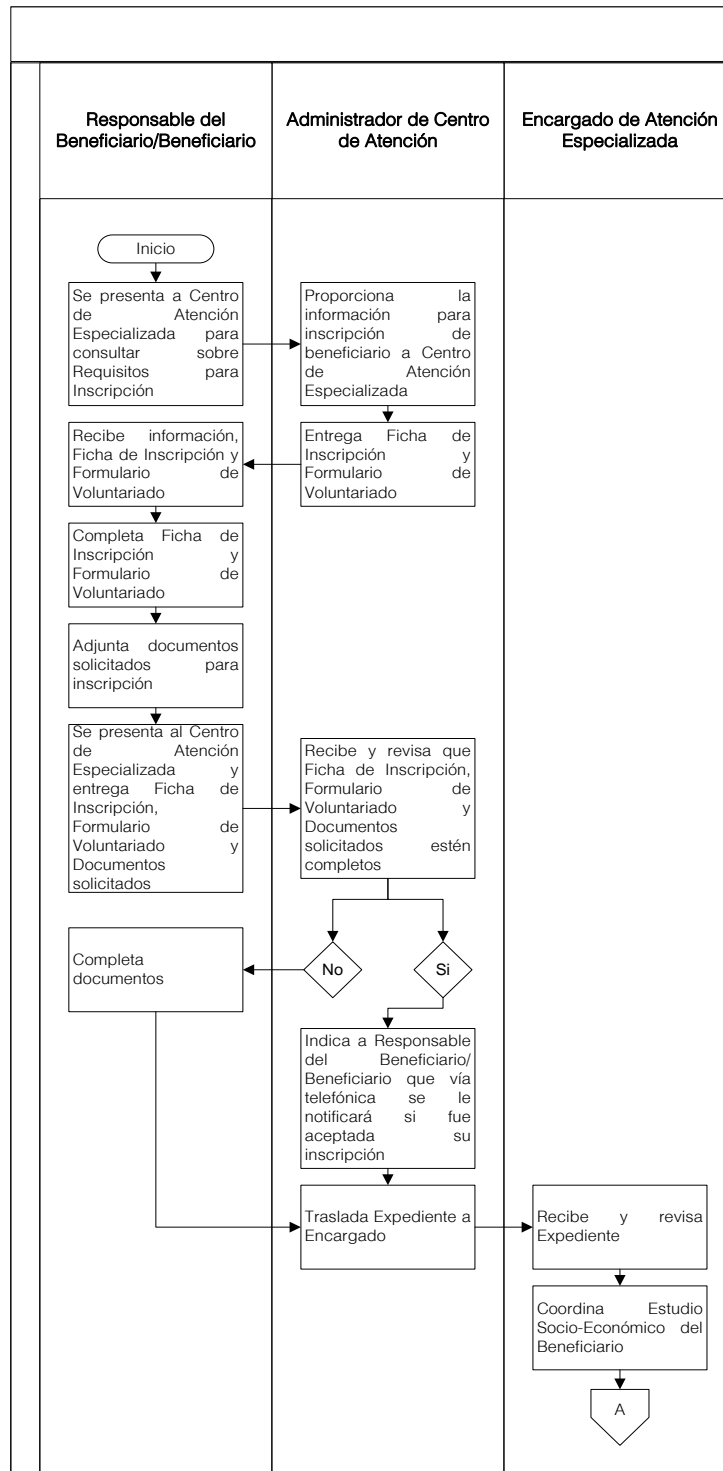 Responsable del
Beneficiario/Beneficiario
Administrador de Centro
de Atención
Encargado de Atención
Especializada
Inicio
Se presenta a Centro
de Atención
Especializada para
consultar sobre
Requisitos para
Inscripción
Proporciona la
información para
inscripción de
beneficiario a Centro
de Atención
Especializada
Entrega Ficha de
Inscripción y
Formulario de
Voluntariado
Recibe información,
Ficha de Inscripción y
Formulario de
Voluntariado
Completa Ficha de
Inscripción y
Formulario de
Voluntariado
Adjunta documentos
solicitados para
inscripción
Se presenta al Centro
de Atención
Especializada y
entrega Ficha de
Inscripción,
Formulario de
Voluntariado y
Documentos
solicitados
Recibe y revisa que
Ficha de Inscripción,
Formulario de
Voluntariado y
Documentos
solicitados estén
completos
No
Si
Completa
documentos
Indica a Responsable
del Beneficiario/
Beneficiario que vía
telefónica se le
notificará si fue
aceptada su
inscripción
Traslada Expediente a
Encargado
Recibe y revisa
Expediente
Coordina Estudio
Socio-Económico del
Beneficiario
A